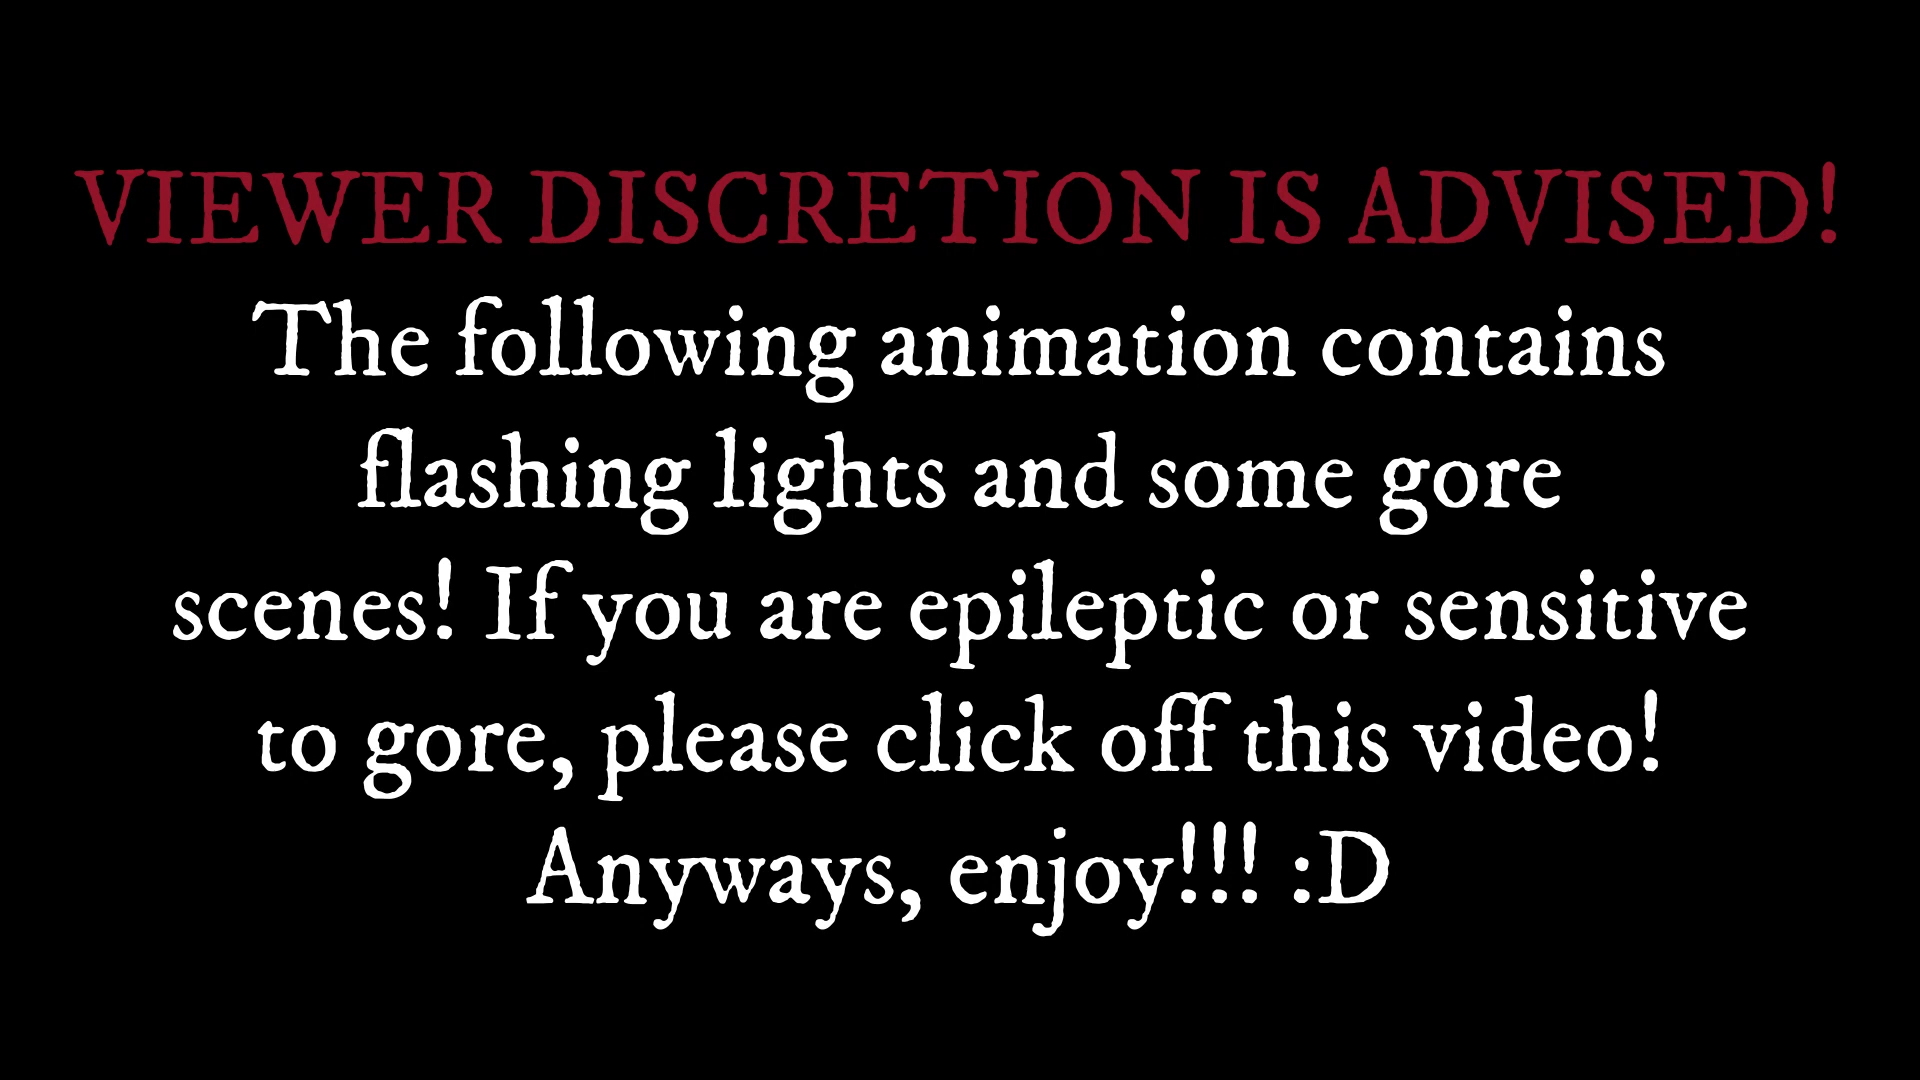 VIEWER DISCRETION IS ADVISED!
The following animation contains
flashing lights and some gore
scenes! If you are epileptic or sensitive
to gore, please click off this video!
Anyways, enjoy!!! :D